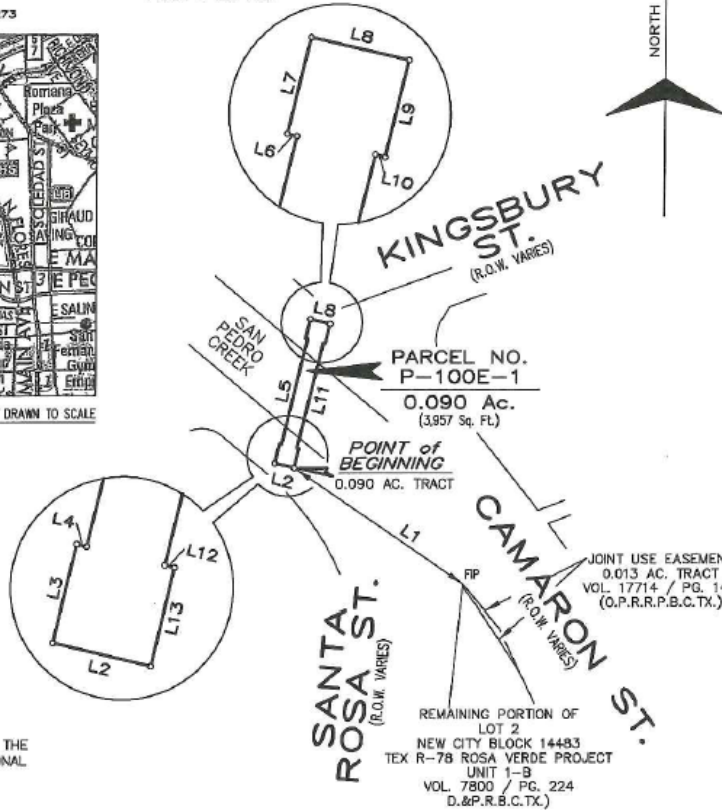 73
NORTH
L8
L7
L9
L6
L10
Romana
Plaza
Park
SOLEDAD ST
FLORES
MAIN AVE
GIRAUD
E PEC
E SALIN
San
Gym
DRAWN TO SCALE
KINGSBURY
ST.
(R.O.W. VARIES)
L8
SAN
PEDRO
CREEK
L5
L11
PARCEL NO.
P-100E-1
0.090 Ac.
(3,957 Sq. Ft.)
POINT of
BEGINNING
0.090 AC. TRACT
L2
L1
FIP
CAMARON ST.
(R.O.W. VARIES)
JOINT USE EASEMEN
0.013 AC. TRACT
VOL 17714 / PG. 14
(O.P.R.R.P.B.C.TX.)
L4
L12
L3
L13
L2
SANTA
ROSA ST.
(R.O.W. VARIES)
REMAINING PORTION OF
LOT 2
NEW CITY BLOCK 14483
TEX R-78 ROSA VERDE PROJECT
UNIT 1-B
VOL. 7800 / PG. 224
D.&P.R.B.C.TX.)
THE
NAL